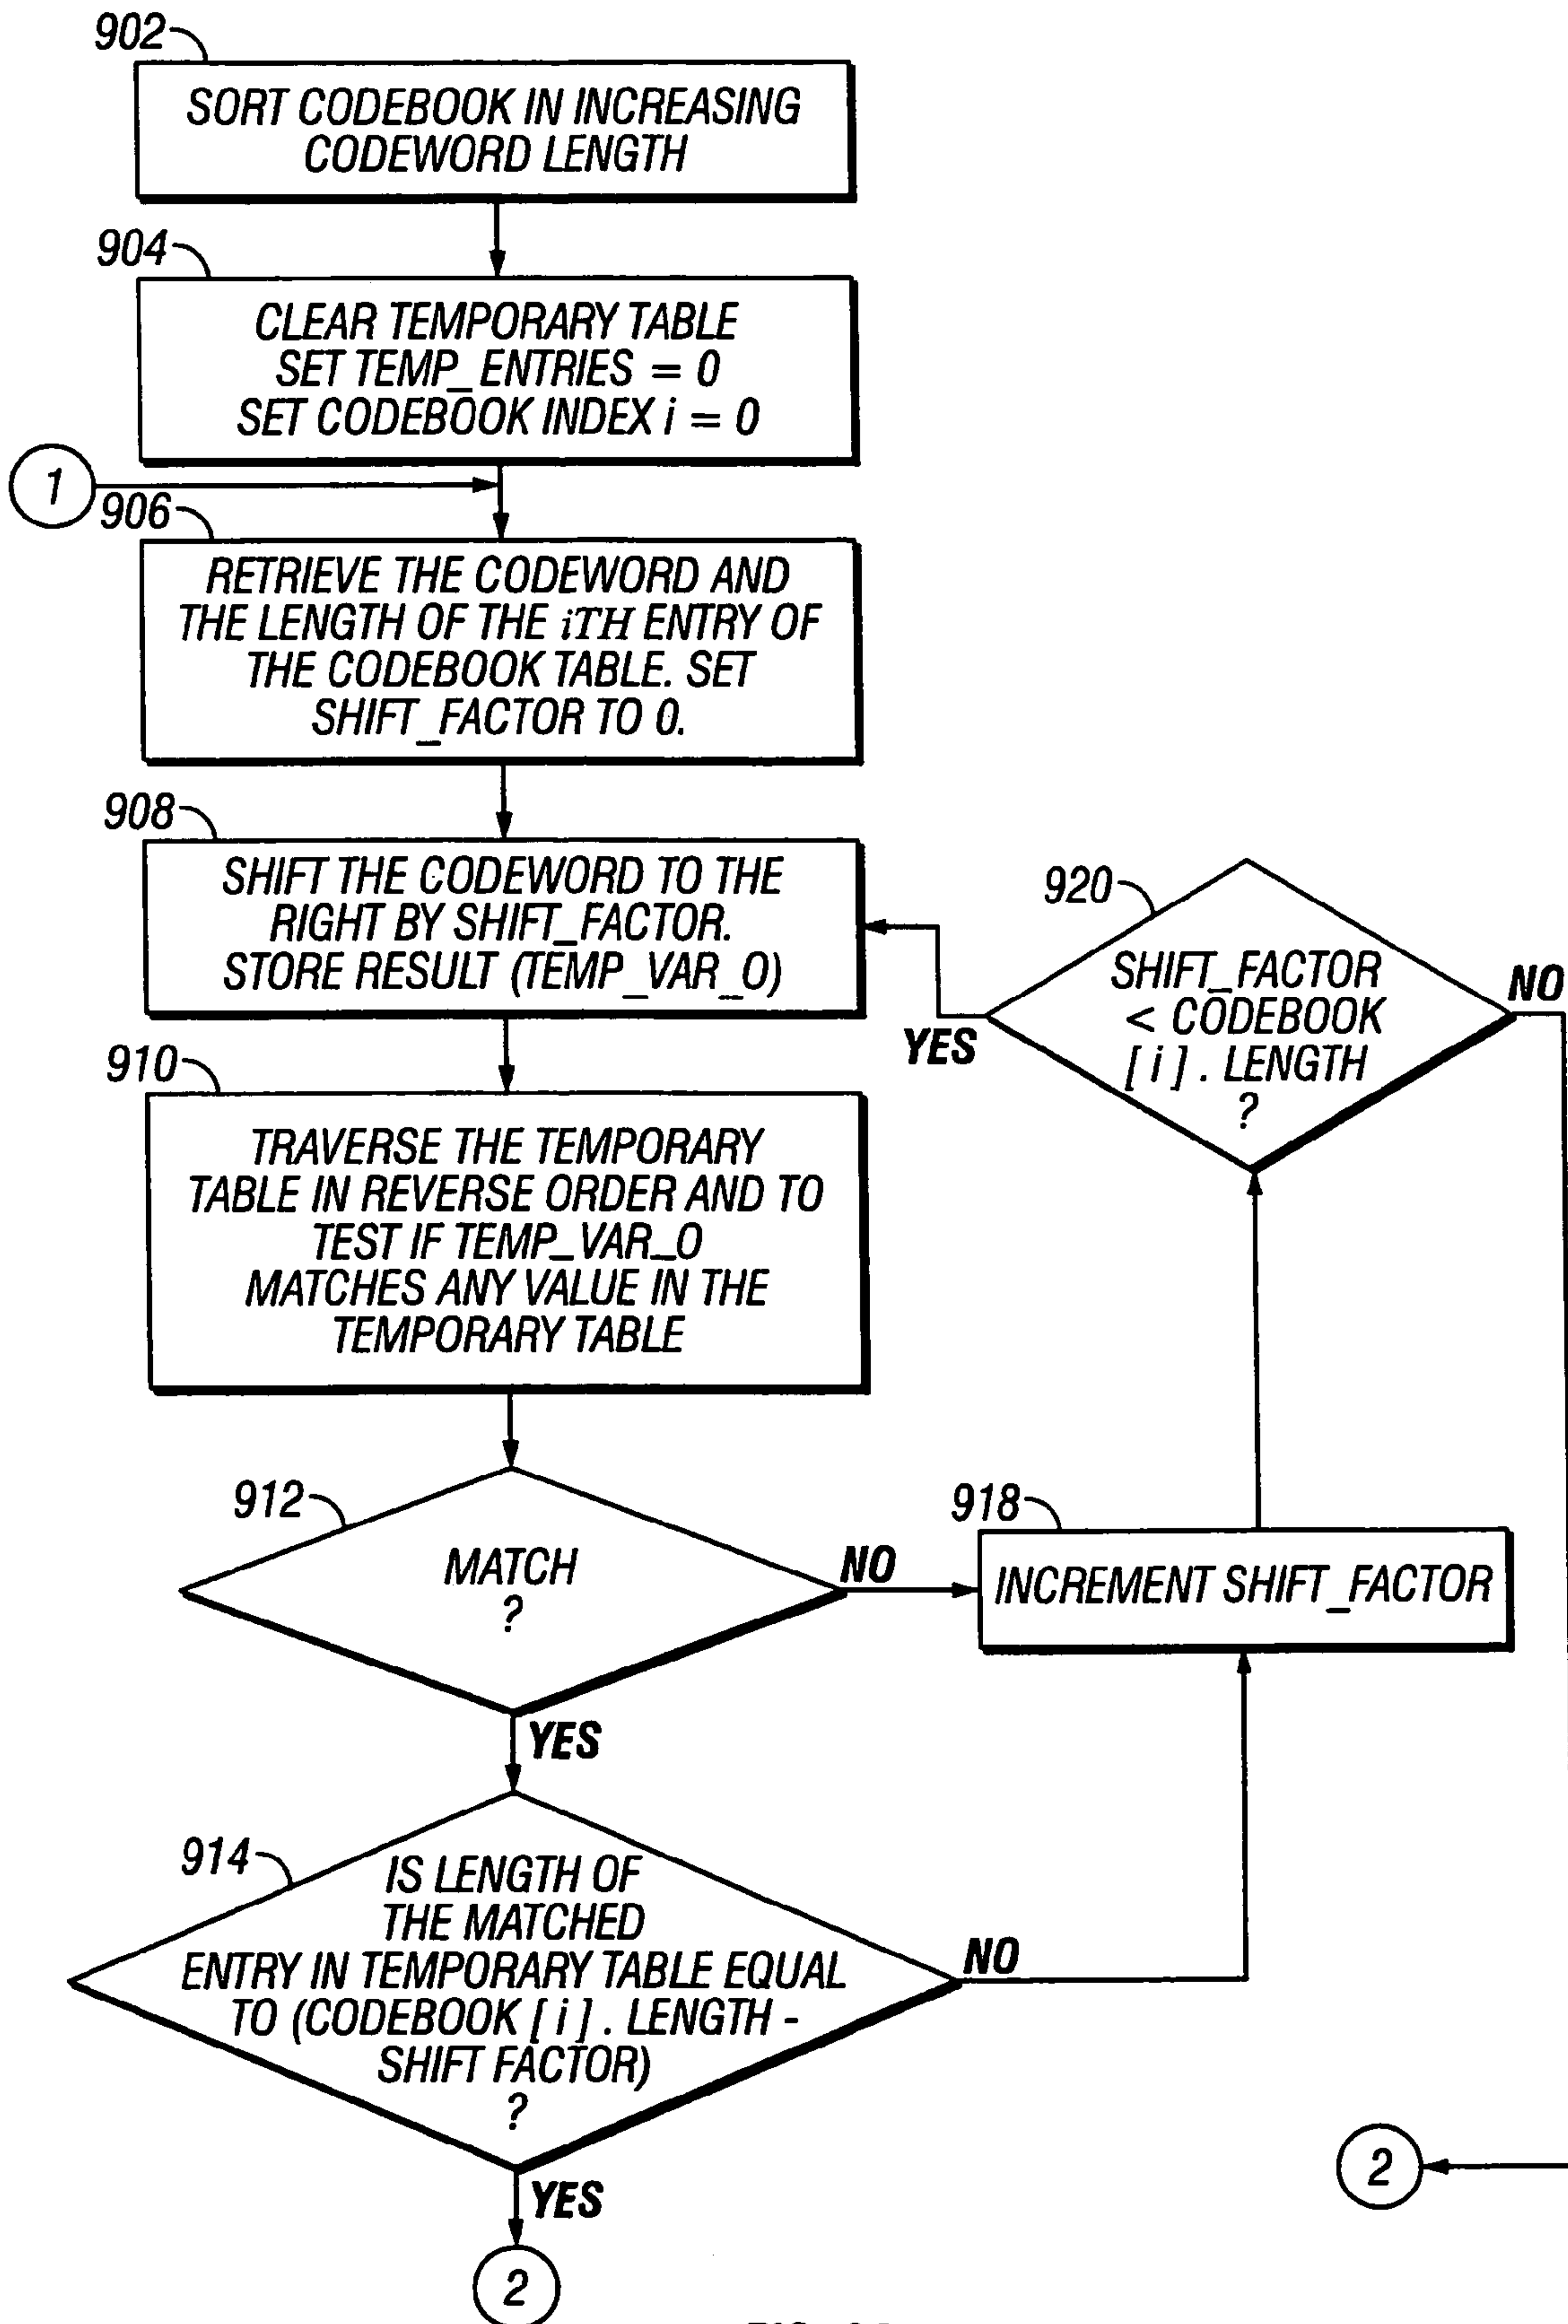 902
SORT CODEBOOK IN INCREASING
CODEWORD LENGTH
904
CLEAR TEMPORARY TABLE
SET TEMP_ENTRIES = 0
SET CODEBOOK INDEX i = 0
1
906
RETRIEVE THE CODEWORD AND
THE LENGTH OF THE iTH ENTRY OF
THE CODEBOOK TABLE. SET
SHIFT_FACTOR TO 0.
908
SHIFT THE CODEWORD TO THE
RIGHT BY SHIFT_FACTOR.
STORE RESULT (TEMP_VAR_O)
920
SHIFT_FACTOR
< CODEBOOK
[ i ] . LENGTH
?
NO
YES
910
TRAVERSE THE TEMPORARY
TABLE IN REVERSE ORDER AND TO
TEST IF TEMP_VAR_O
MATCHES ANY VALUE IN THE
TEMPORARY TABLE
912
MATCH
?
NO
918
INCREMENT SHIFT_FACTOR
YES
914
IS LENGTH OF
THE MATCHED
ENTRY IN TEMPORARY TABLE EQUAL
TO (CODEBOOK [ i ] . LENGTH -
SHIFT FACTOR)
?
NO
YES
2
2